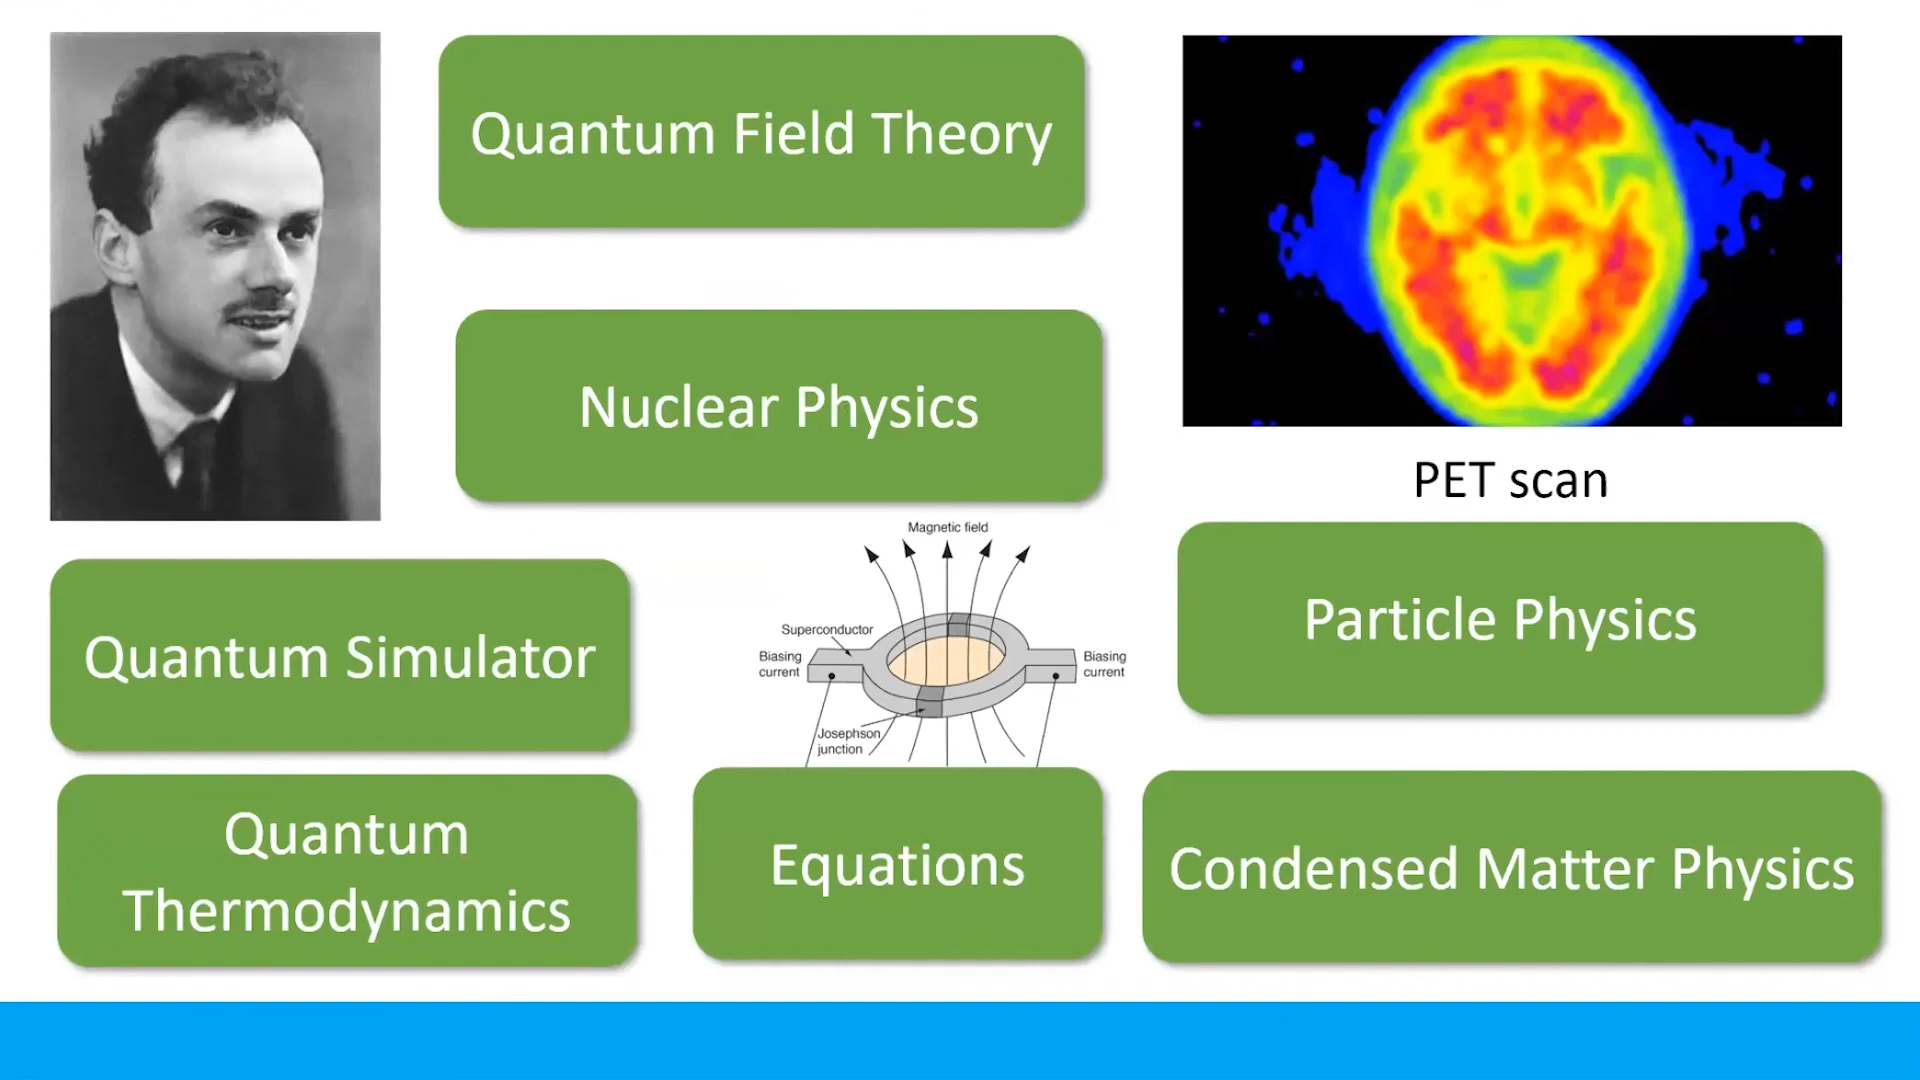 Quantum Field Theory
Nuclear Physics
PET scan
Magnetic field
Superconductor
Biasing
current
Biasing
current
Josephson
junction
Quantum Simulator
Particle Physics
Quantum
Thermodynamics
Equations
Condensed Matter Physics